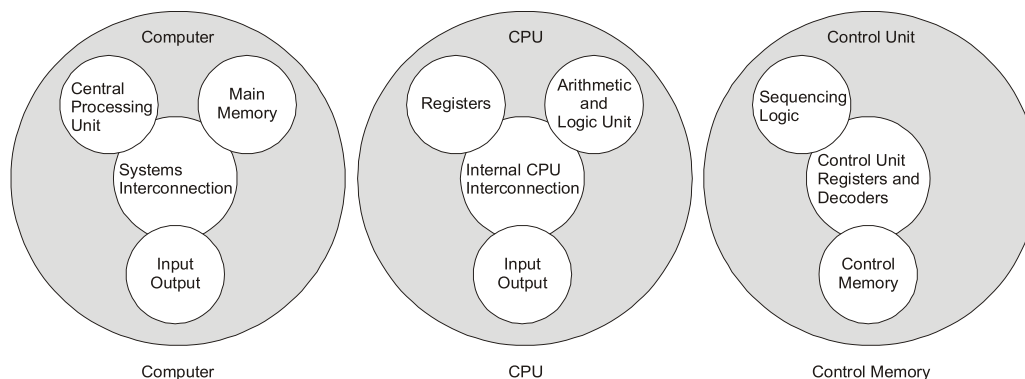 Computer
Central
Processing
Unit
Main
Memory
Systems
Interconnection
Input
Output
Computer
CPU
Registers
Arithmetic
and
Logic Unit
Internal CPU
Interconnection
Input
Output
CPU
Control Unit
Sequencing
Logic
Control Unit
Registers and
Decoders
Control
Memory
Control Memory